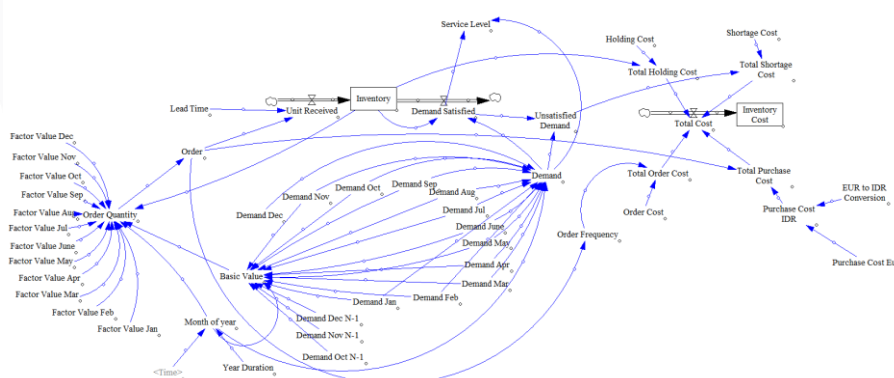 Service Level
Holding Cost
Shortage Cost
Total Holding Cost
Total Shortage
Cost
Lead Time
Unit Received
Inventory
Demand Satisfied
Unsatisfied
Demand
Total Cost
Inventory
Cost
Factor Value Dec
Factor Value Nov
Factor Value Oct
Factor Value Sep
Factor Value Aug
Factor Value Jul
Factor Value June
Factor Value May
Factor Value Apr
Factor Value Mar
Factor Value Feb
Factor Value Jan
Order
Order Quantity
Demand Dec
Demand Nov
Demand Oct
Demand Sep
Demand Aug
Demand Jul
Demand June
Demand May
Demand Apr
Demand Mar
Demand Feb
Demand Jan
Demand
Total Order Cost
Total Purchase
Cost
EUR to IDR
Conversion
Order Cost
Purchase Cost
IDR
Order Frequency
Purchase Cost Eu
Basic Value
Demand Dec N-1
Demand Nov N-1
Demand Oct N-1
Month of year
<Time>
Year Duration